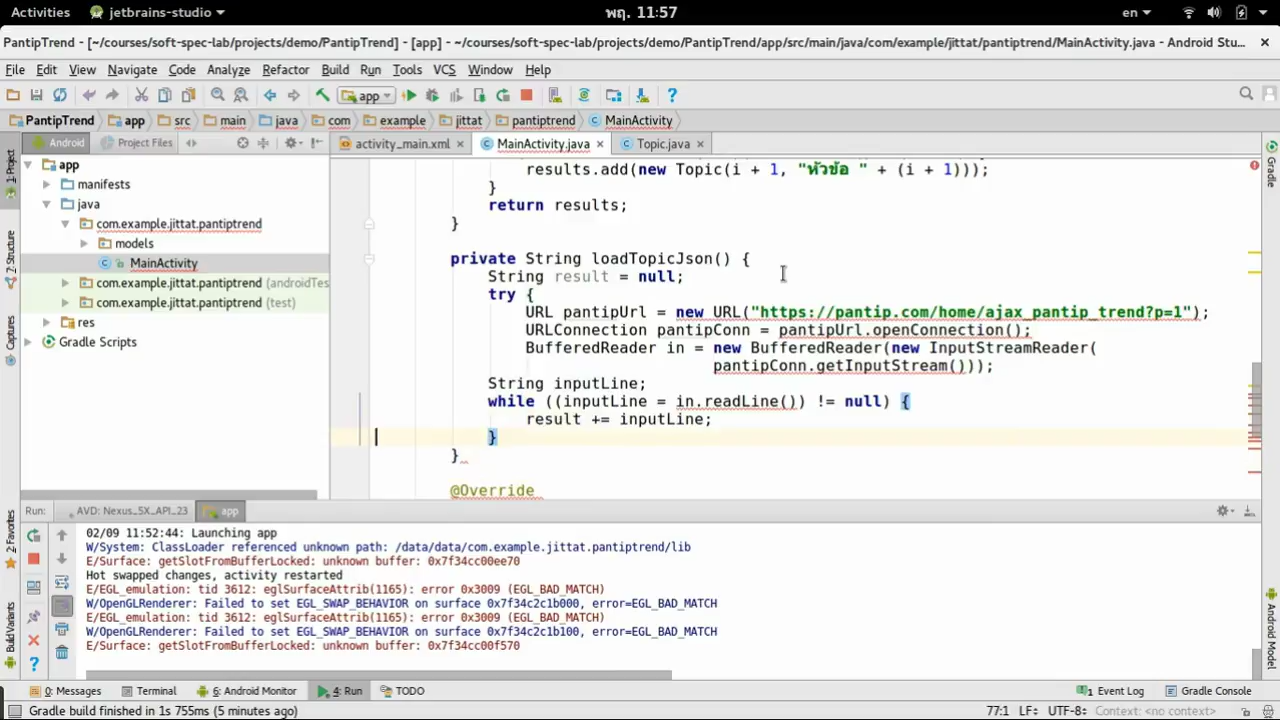 Activities jetbrains-studio พฤ. 11:57 en
PantipTrend - [~/courses/soft-spec-lab/projects/demo/PantipTrend] - [app] - ~/courses/soft-spec-lab/projects/demo/PantipTrend/app/src/main/java/com/example/jittat/pantiptrend/MainActivity.java - Android Stu...
File Edit View Navigate Code Analyze Refactor Build Run Tools VCS Window Help
app
PantipTrend app src main java com example jittat pantiptrend MainActivity
Android Project Files activity_main.xml MainActivity.java Topic.java
1: Project
Z: Structure
Captures
2: Favorites
Build Variants
Gradle
Android Model
app
manifests
java
com.example.jittat.pantiptrend
models
MainActivity
com.example.jittat.pantiptrend (androidTes
com.example.jittat.pantiptrend (test)
res
Gradle Scripts
results.add(new Topic(i + 1, "หัวข้อ " + (i + 1)));
}
return results;
}
private String loadTopicJson() {
String result = null;
try {
URL pantipUrl = new URL("https://pantip.com/home/ajax_pantip_trend?p=1");
URLConnection pantipConn = pantipUrl.openConnection();
BufferedReader in = new BufferedReader(new InputStreamReader(
pantipConn.getInputStream()));
String inputLine;
while ((inputLine = in.readLine()) != null) {
result += inputLine;
}
}
@Override
Run: AVD: Nexus_5X_API_23 app
02/09 11:52:44: Launching app
W/System: ClassLoader referenced unknown path: /data/data/com.example.jittat.pantiptrend/lib
E/Surface: getSlotFromBufferLocked: unknown buffer: 0x7f34cc00ee70
Hot swapped changes, activity restarted
E/EGL_emulation: tid 3612: eglSurfaceAttrib(1165): error 0x3009 (EGL_BAD_MATCH)
W/OpenGLRenderer: Failed to set EGL_SWAP_BEHAVIOR on surface 0x7f34c2c1b000, error=EGL_BAD_MATCH
E/EGL_emulation: tid 3612: eglSurfaceAttrib(1165): error 0x3009 (EGL_BAD_MATCH)
W/OpenGLRenderer: Failed to set EGL_SWAP_BEHAVIOR on surface 0x7f34c2c1b100, error=EGL_BAD_MATCH
E/Surface: getSlotFromBufferLocked: unknown buffer: 0x7f34cc00f570
0: Messages Terminal 6: Android Monitor 4: Run TODO 1 Event Log Gradle Console
Gradle build finished in 1s 755ms (5 minutes ago) 77:1 LF÷ UTF-8÷ Context: <no context>